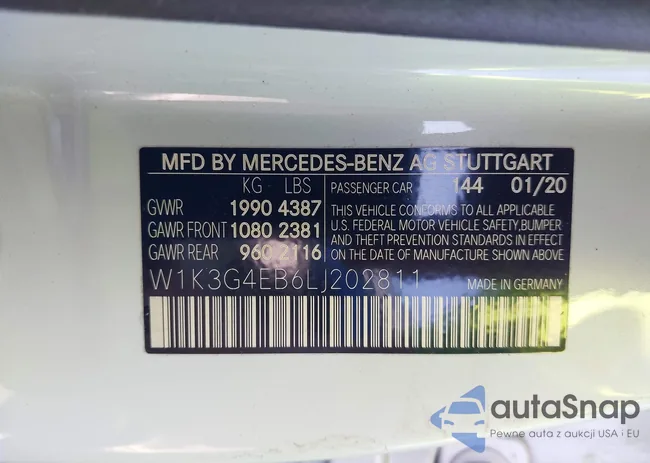 MFD BY MERCEDES-BENZ AG STUTTGART
KG LBS
GVWR 1990 4387
GAWR FRONT 1080 2381
GAWR REAR 960 2116
PASSENGER CAR 144 01/20
THIS VEHICLE CONFORMS TO ALL APPLICABLE
U.S. FEDERAL MOTOR VEHICLE SAFETY,BUMPER
AND THEFT PREVENTION STANDARDS IN EFFECT
ON THE DATE OF MANUFACTURE SHOWN ABOVE.
W1K3G4EB6LJ202811
MADE IN GERMANY
autaSnap
Pewne auta z aukcji USA i EU